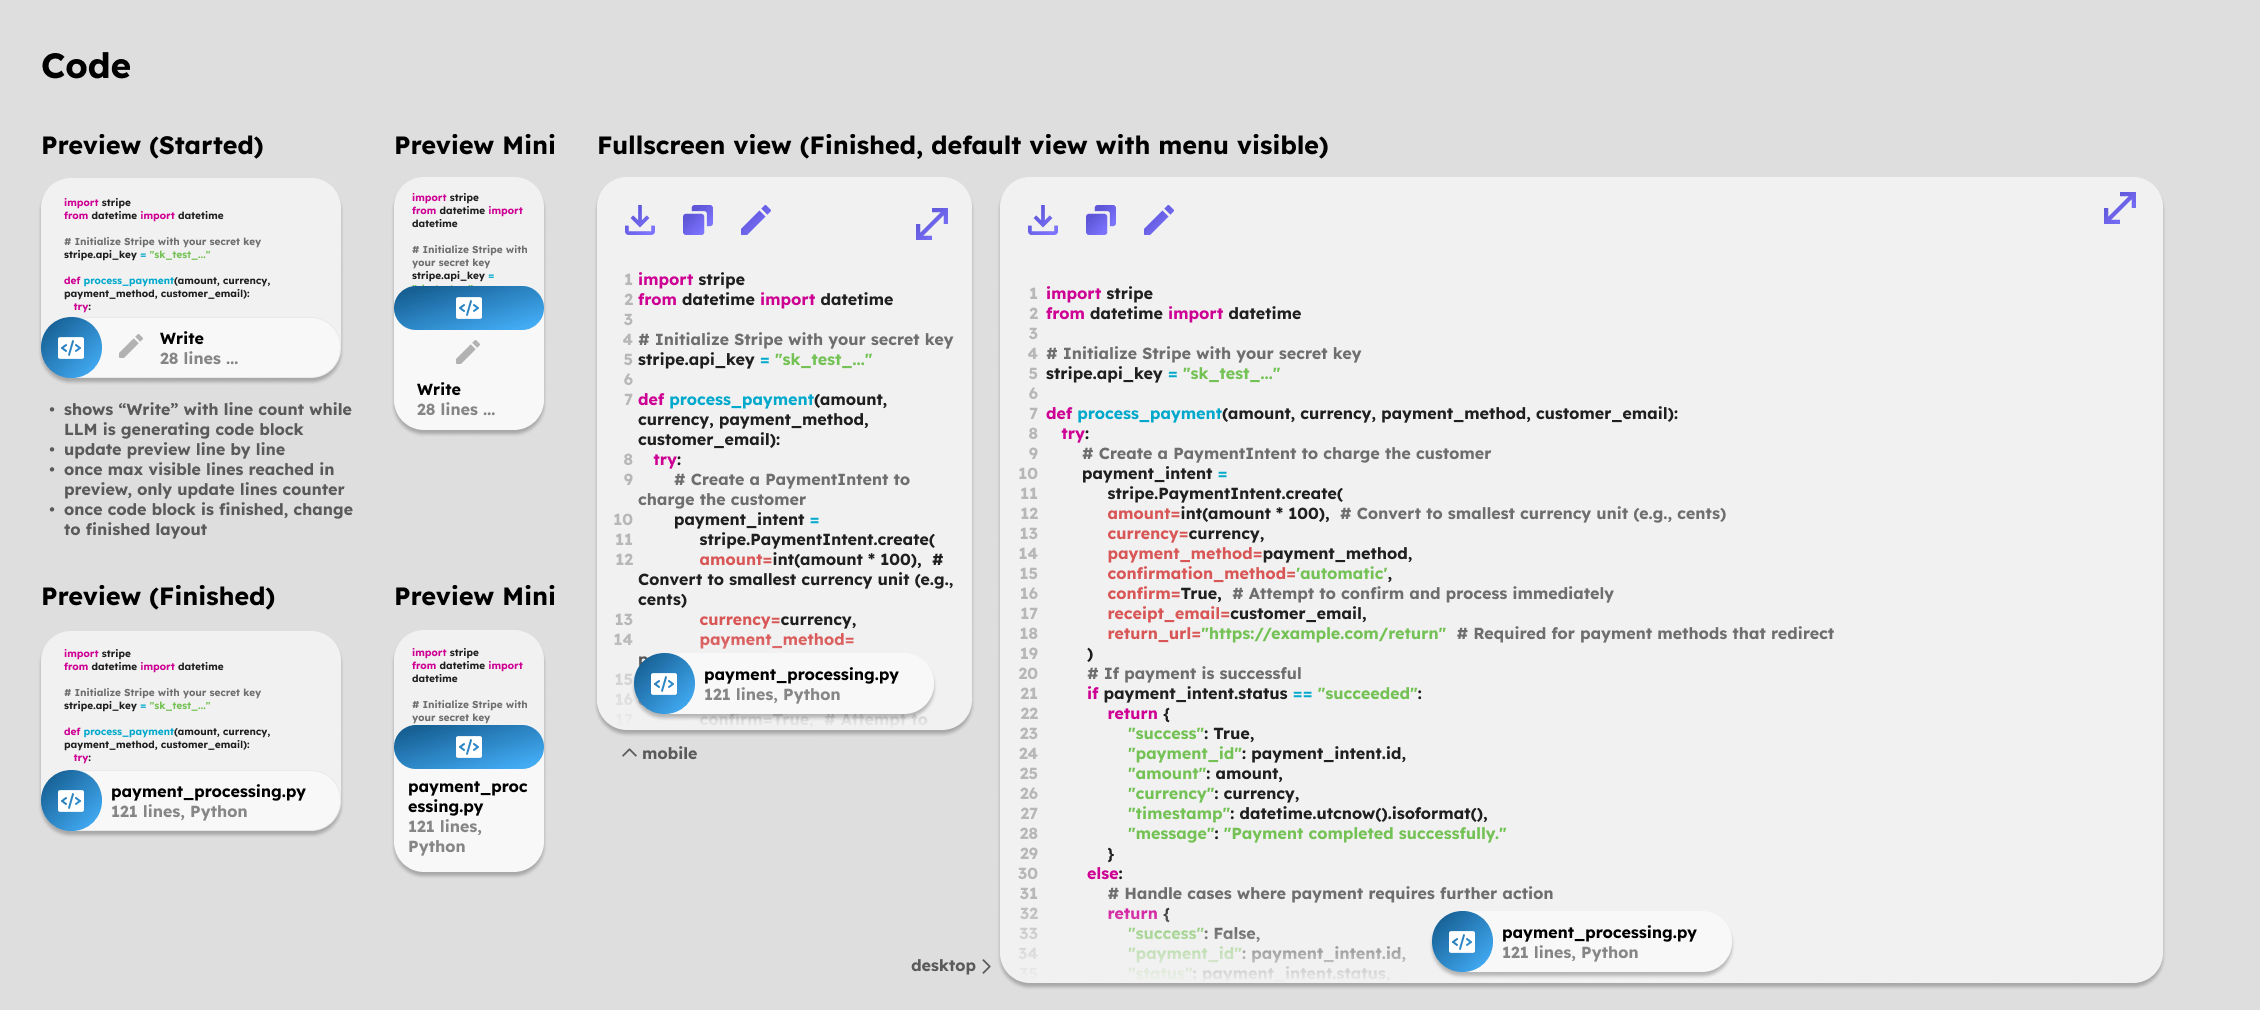 Code
Preview (Started)
import stripe
from datetime import datetime
# Initialize Stripe with your secret key
stripe.api_key = "sk_test_..."
def process_payment(amount, currency,
payment_method, customer_email):
try:
</>
Write
28 lines ...
• shows “Write” with line count while
LLM is generating code block
• update preview line by line
• once max visible lines reached in
preview, only update lines counter
• once code block is finished, change
to finished layout
Preview Mini
import stripe
from datetime import
datetime
# Initialize Stripe with
your secret key
stripe.api_key =
</>
Write
28 lines ...
Preview (Finished)
import stripe
from datetime import datetime
# Initialize Stripe with your secret key
stripe.api_key = "sk_test_..."
def process_payment(amount, currency,
payment_method, customer_email):
try:
</>
payment_processing.py
121 lines, Python
Preview Mini
import stripe
from datetime import
datetime
# Initialize Stripe with
your secret key
</>
payment_proc
essing.py
121 lines,
Python
Fullscreen view (Finished, default view with menu visible)
1 import stripe
2 from datetime import datetime
3
4 # Initialize Stripe with your secret key
5 stripe.api_key = "sk_test_..."
6
7 def process_payment(amount,
currency, payment_method,
customer_email):
8 try:
9 # Create a PaymentIntent to
charge the customer
10 payment_intent =
11 stripe.PaymentIntent.create(
12 amount=int(amount * 100), #
Convert to smallest currency unit (e.g.,
cents)
13 currency=currency,
14 payment_method=
15
16
17 confirm=True, # Attempt to
</>
payment_processing.py
121 lines, Python
mobile
1 import stripe
2 from datetime import datetime
3
4 # Initialize Stripe with your secret key
5 stripe.api_key = "sk_test_..."
6
7 def process_payment(amount, currency, payment_method, customer_email):
8 try:
9 # Create a PaymentIntent to charge the customer
10 payment_intent =
11 stripe.PaymentIntent.create(
12 amount=int(amount * 100), # Convert to smallest currency unit (e.g., cents)
13 currency=currency,
14 payment_method=payment_method,
15 confirmation_method='automatic',
16 confirm=True, # Attempt to confirm and process immediately
17 receipt_email=customer_email,
18 return_url="https://example.com/return" # Required for payment methods that redirect
19 )
20 # If payment is successful
21 if payment_intent.status == "succeeded":
22 return {
23 "success": True,
24 "payment_id": payment_intent.id,
25 "amount": amount,
26 "currency": currency,
27 "timestamp": datetime.utcnow().isoformat(),
28 "message": "Payment completed successfully."
29 }
30 else:
31 # Handle cases where payment requires further action
32 return {
33 "success": False,
34 "payment_id": payment_intent.id,
35 "status": payment_intent.status,
</>
payment_processing.py
121 lines, Python
desktop